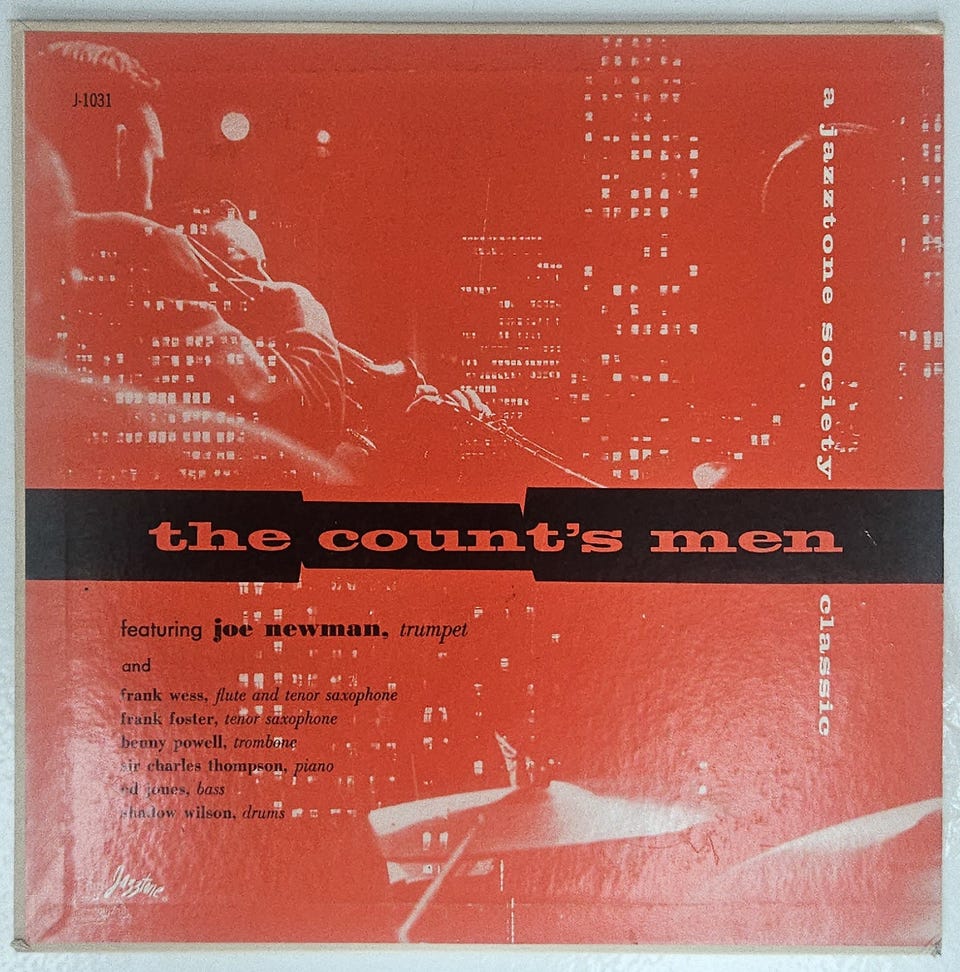 J-1031
a jazztone society classic
the count's men
featuring joe newman, trumpet
and
frank wess, flute and tenor saxophone
frank foster, tenor saxophone
benny powell, trombone
sir charles thompson, piano
ed jones, bass
shadow wilson, drums
Jazztone